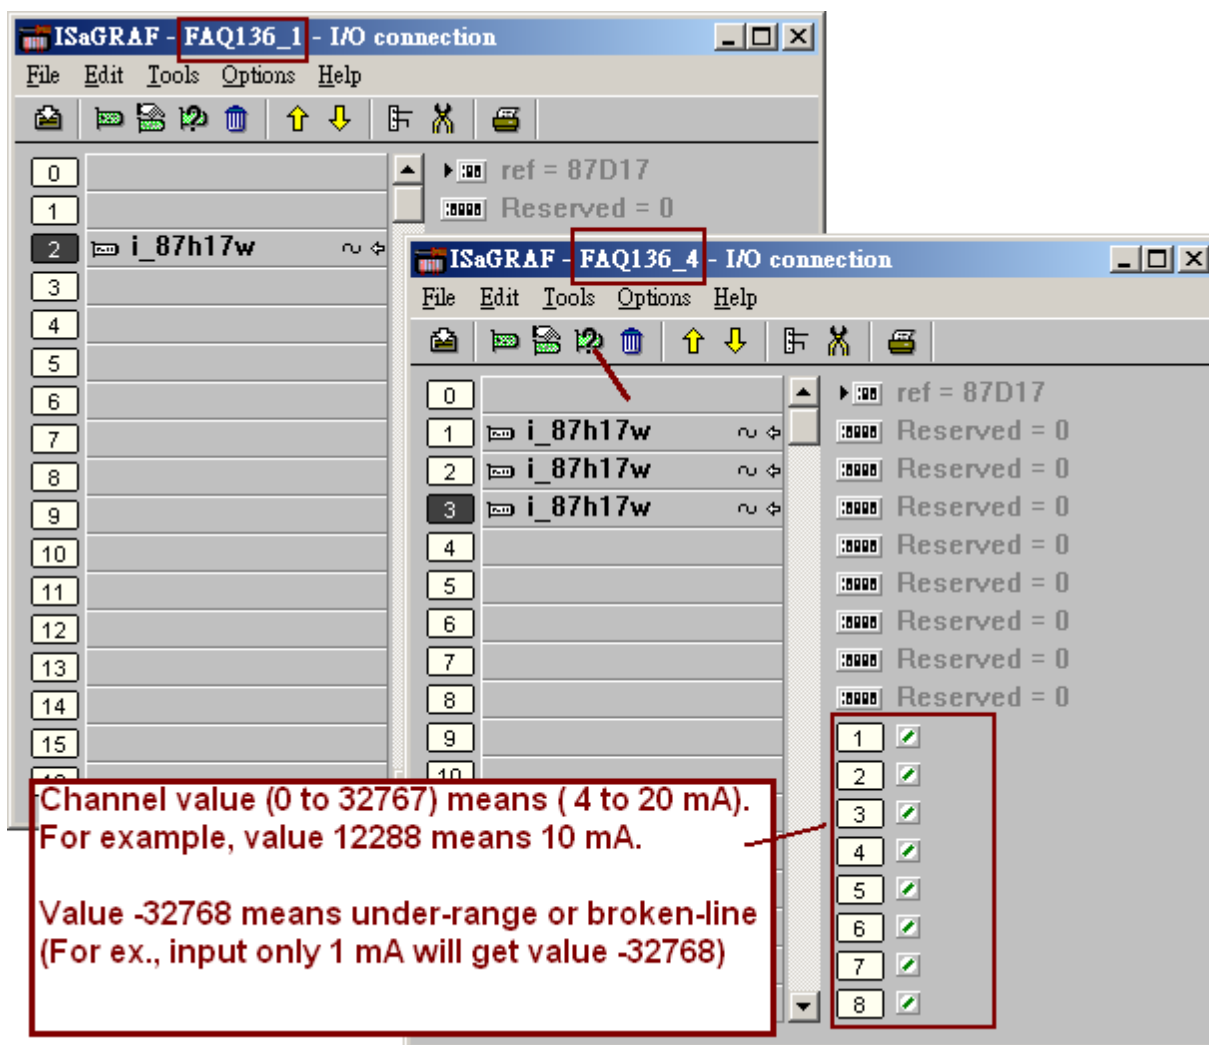 ISaGRAF - FAQ136_1 - I/O connection
File Edit Tools Options Help
0
1
2 i_87h17w
3
4
5
6
7
8
9
10
11
12
13
14
15
ref = 87D17
Reserved = 0
ISaGRAF - FAQ136_4 - I/O connection
File Edit Tools Options Help
0
1 i_87h17w
2 i_87h17w
3 i_87h17w
4
5
6
7
8
9
10
ref = 87D17
Reserved = 0
Reserved = 0
Reserved = 0
Reserved = 0
Reserved = 0
Reserved = 0
Reserved = 0
Reserved = 0
1
2
3
4
5
6
7
8
Channel value (0 to 32767) means ( 4 to 20 mA).
For example, value 12288 means 10 mA.
Value -32768 means under-range or broken-line
(For ex., input only 1 mA will get value -32768)